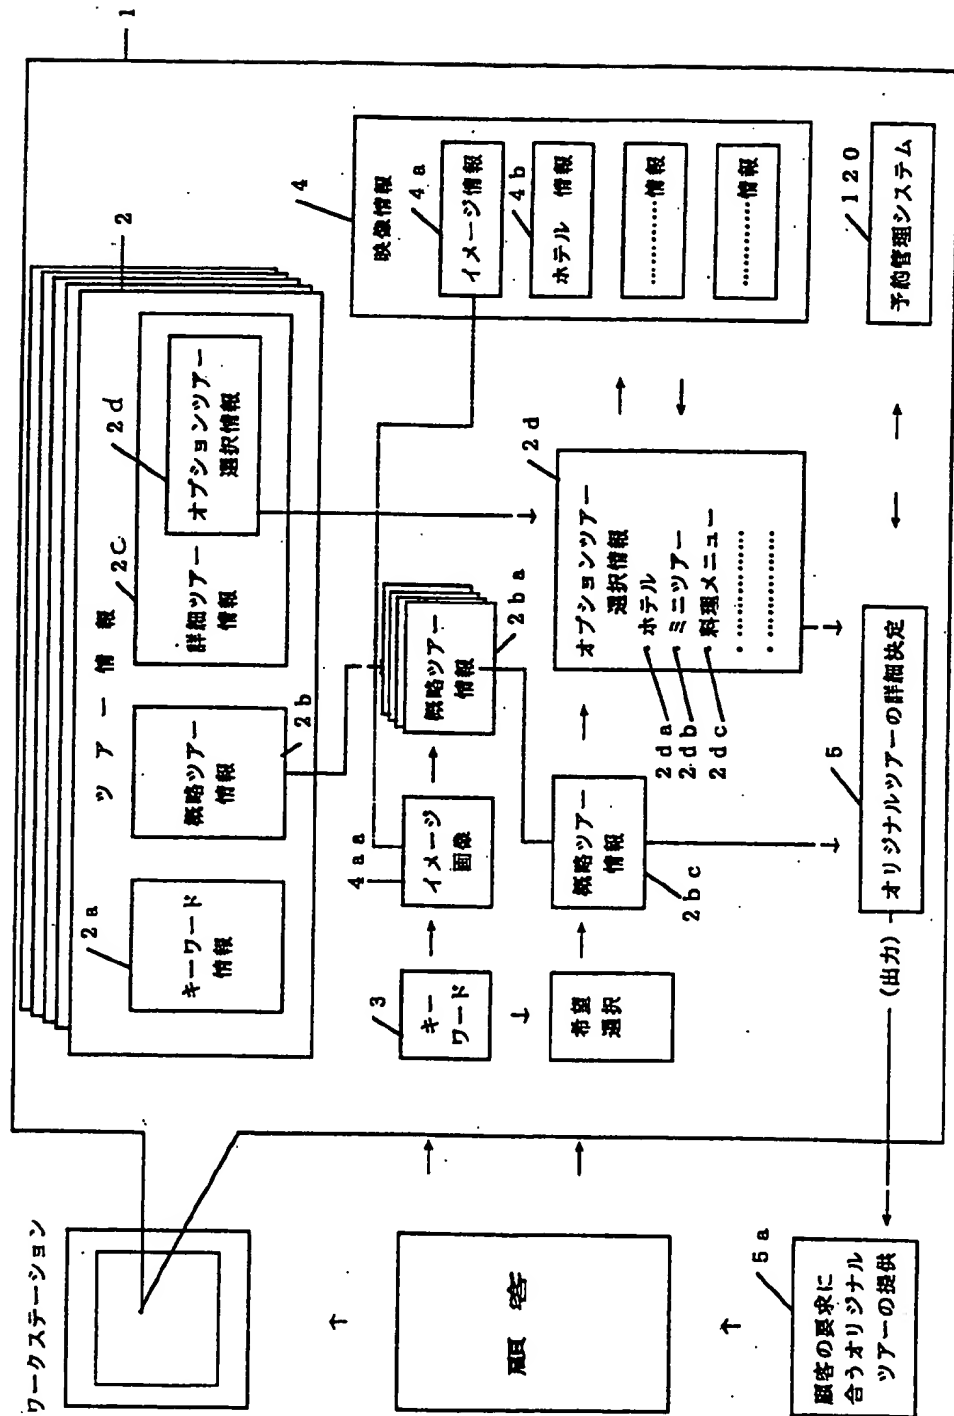 ワークステーション
1
2
ツアー情報
2a
キーワード
情報
概略ツアー
情報
2b
2c
詳細ツアー
情報
2d
オプションツアー
選択情報
4
映像情報
4a
イメージ情報
4b
ホテル 情報
…………情報
…………情報
顧客
3
キー
ワード
4aa
イメージ
画像
概略ツアー
情報
2ba
希望
選択
概略ツアー
情報
2bc
2d
オプションツアー
選択情報
2da
・ホテル
2db
・ミニツアー
2dc
・料理メニュー
・…………
・…………
120
予約管理システム
5
オリジナルツアーの詳細決定
(出力)
5a
顧客の要求に
合うオリジナル
ツアーの提供